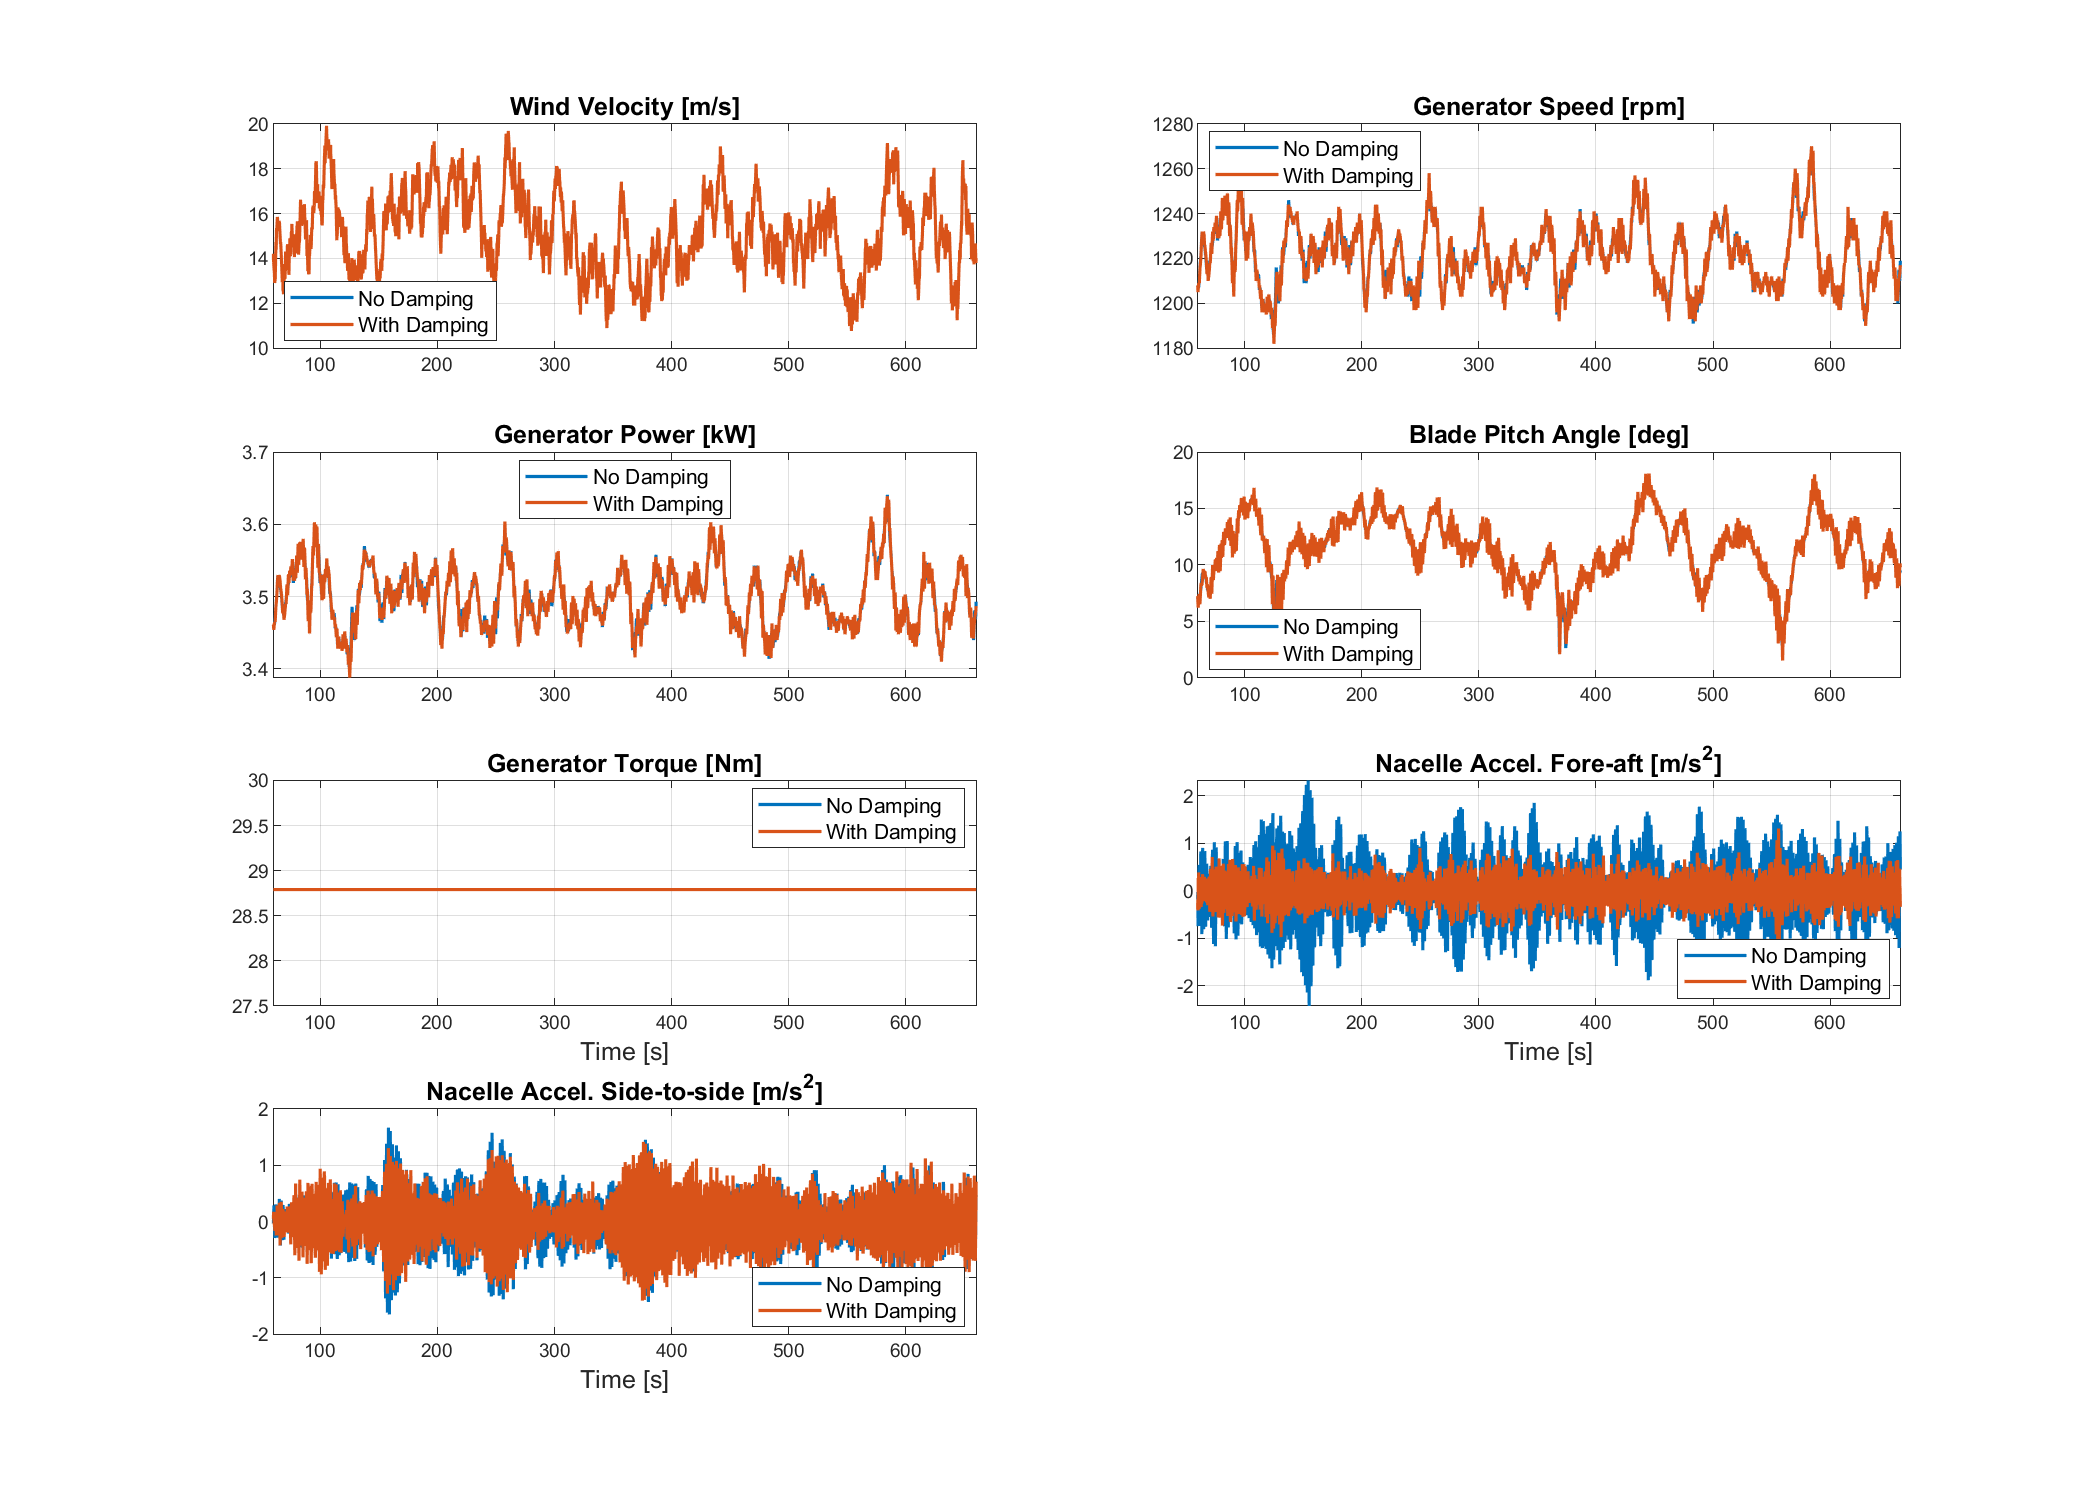 Wind Velocity [m/s]
20
18
16
14
12
10
No Damping
With Damping
100 200 300 400 500 600
Generator Speed [rpm]
1280
1260
1240
1220
1200
1180
No Damping
With Damping
100 200 300 400 500 600
Generator Power [kW]
3.7
3.6
3.5
3.4
No Damping
With Damping
100 200 300 400 500 600
Blade Pitch Angle [deg]
20
15
10
5
0
No Damping
With Damping
100 200 300 400 500 600
Generator Torque [Nm]
30
29.5
29
28.5
28
27.5
No Damping
With Damping
100 200 300 400 500 600
Time [s]
Nacelle Accel. Fore-aft [m/s²]
2
1
0
-1
-2
No Damping
With Damping
100 200 300 400 500 600
Time [s]
Nacelle Accel. Side-to-side [m/s²]
2
1
0
-1
-2
No Damping
With Damping
100 200 300 400 500 600
Time [s]